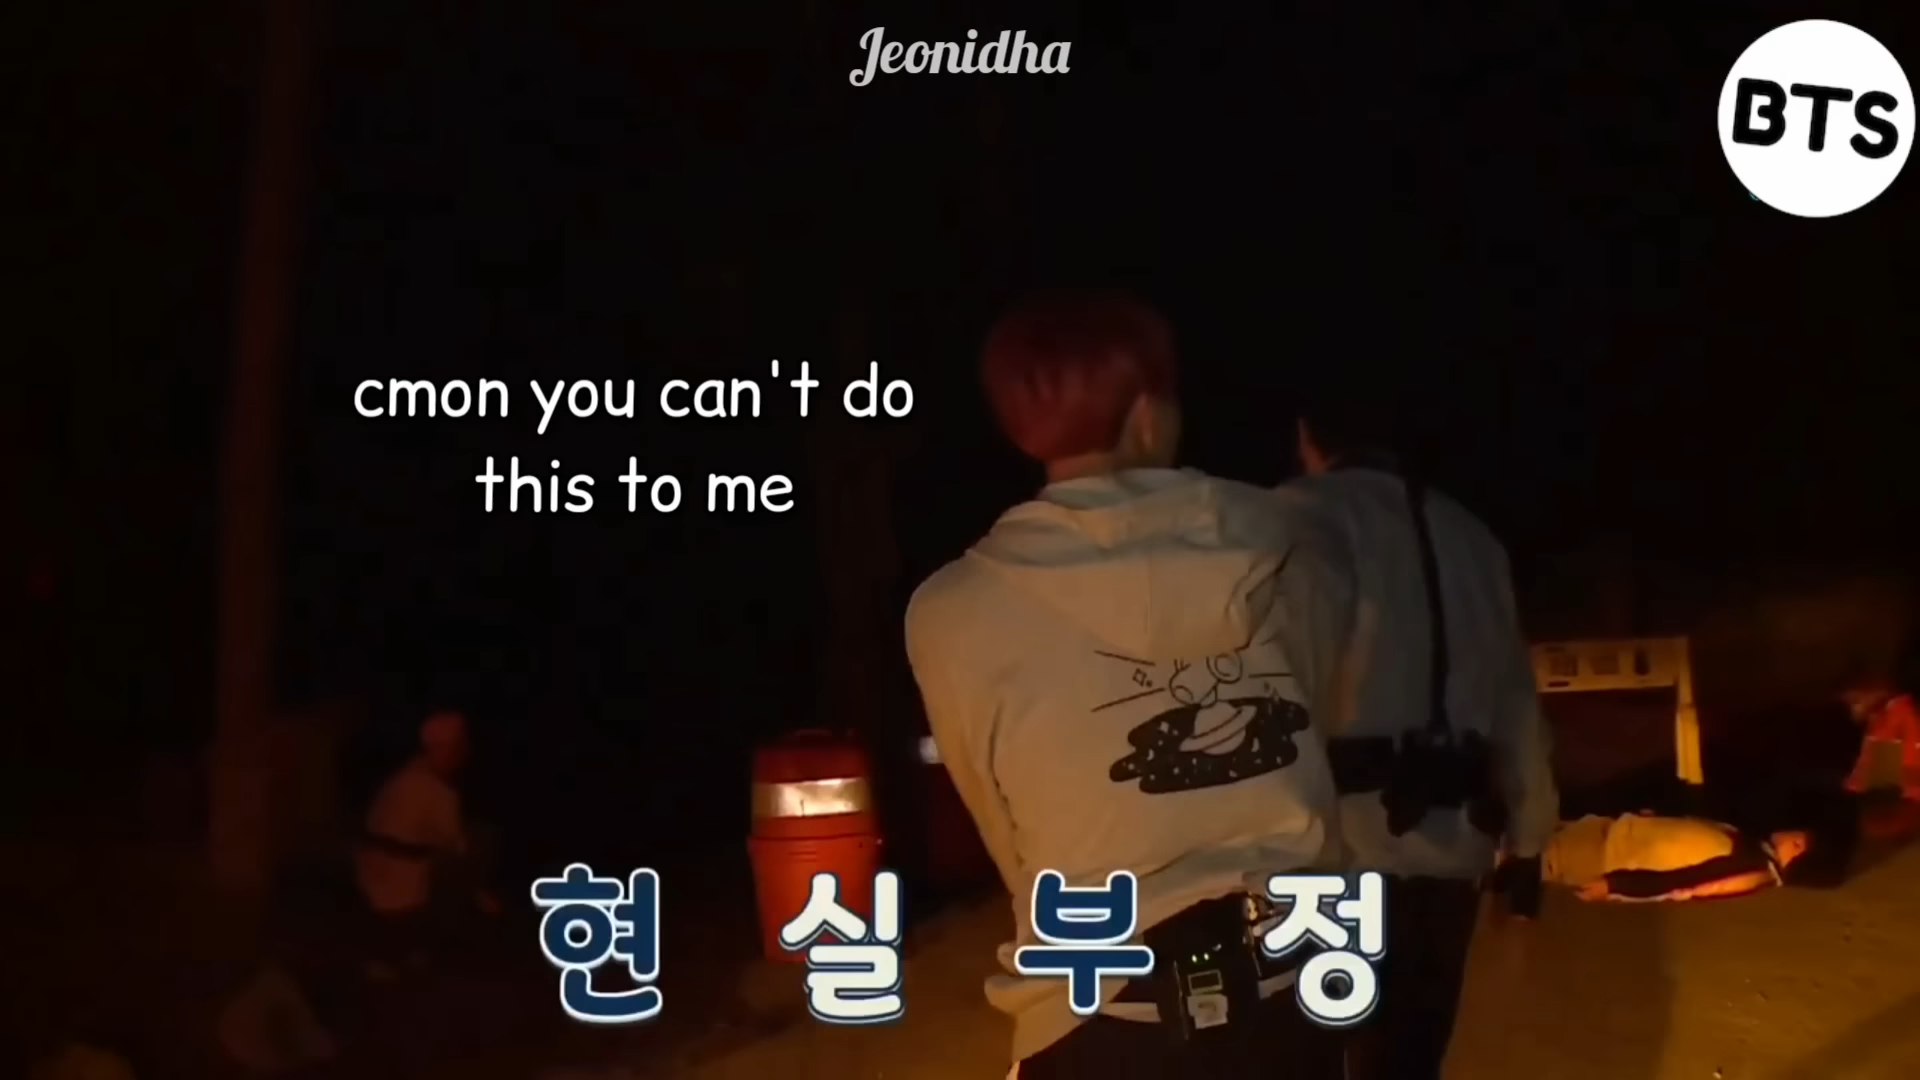 Jeonidha
BTS
cmon you can't do
this to me
현실부정